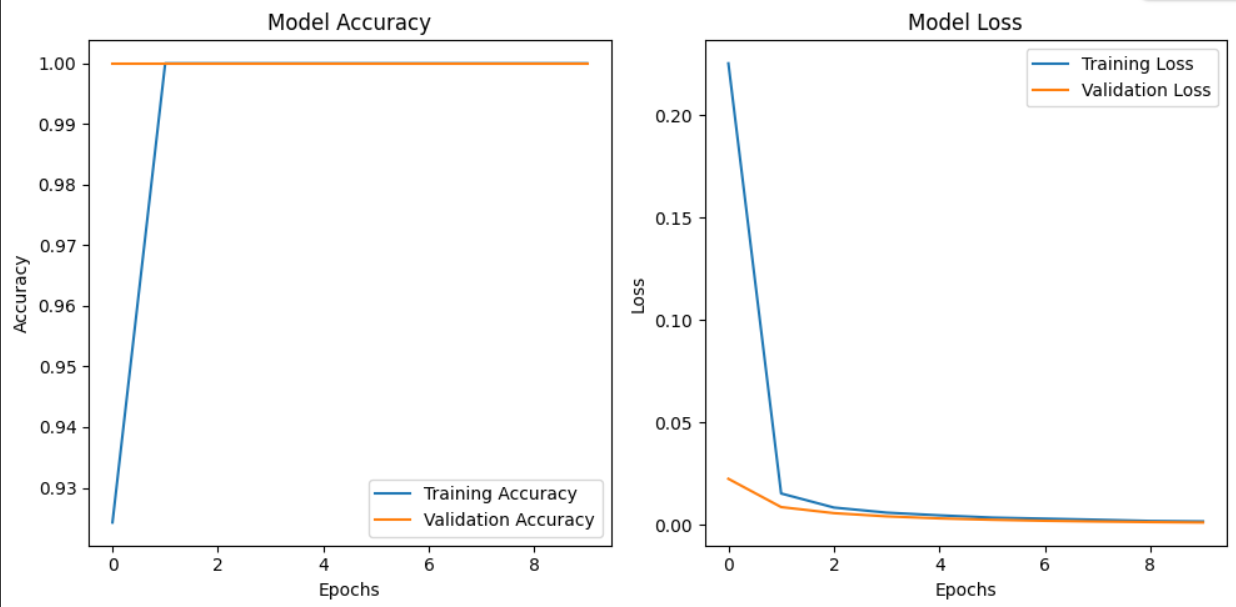 Model Accuracy
1.00
0.99
0.98
0.97
0.96
0.95
0.94
0.93
Accuracy
0 2 4 6 8
Epochs
Training Accuracy
Validation Accuracy
Model Loss
0.20
0.15
0.10
0.05
0.00
Loss
0 2 4 6 8
Epochs
Training Loss
Validation Loss